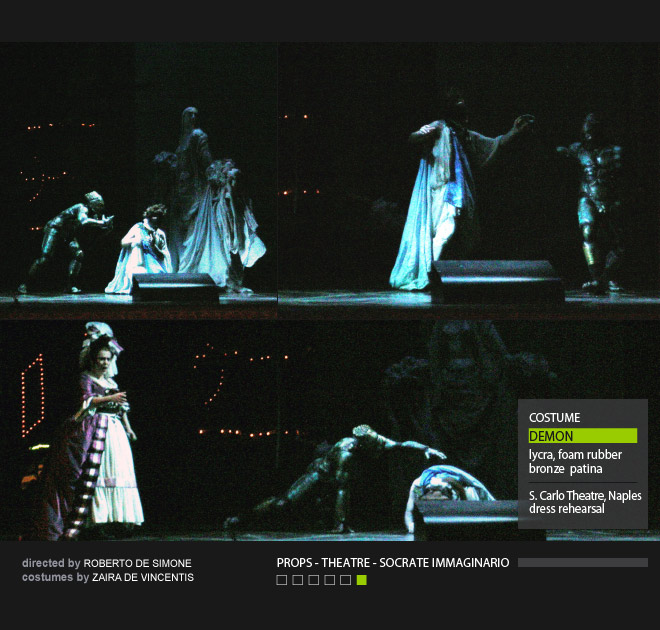 COSTUME
DEMON
lycra, foam rubber
bronze patina
S. Carlo Theatre, Naples
dress rehearsal
directed by ROBERTO DE SIMONE
costumes by ZAIRA DE VINCENTIS
PROPS - THEATRE - SOCRATE IMMAGINARIO